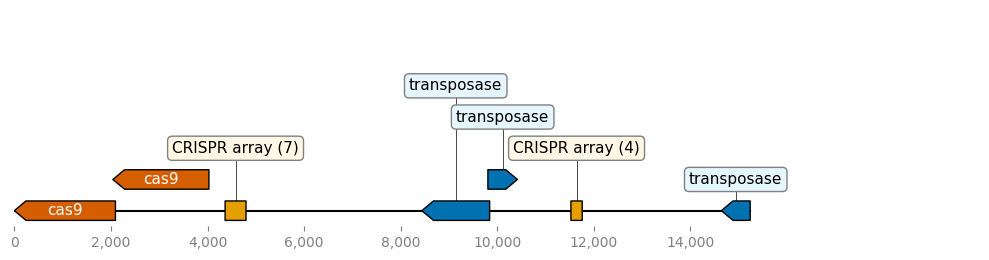 transposase
transposase
CRISPR array (7)
CRISPR array (4)
cas9
transposase
cas9
0 2,000 4,000 6,000 8,000 10,000 12,000 14,000